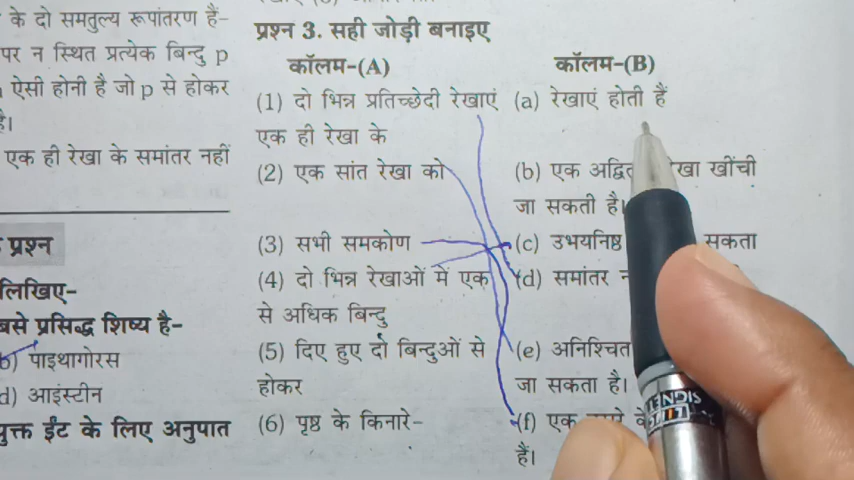 के दो समतुल्य रूपांतरण हैं-
पर न स्थित प्रत्येक बिन्दु p
ऐसी होनी है जो p से होकर
है।
एक ही रेखा के समांतर नहीं
प्रश्न
लिखिए-
बसे प्रसिद्ध शिष्य है-
b) पाइथागोरस
d) आइंस्टीन
युक्त ईंट के लिए अनुपात
प्रश्न 3. सही जोड़ी बनाइए
कॉलम-(A) कॉलम-(B)
(1) दो भिन्न प्रतिच्छेदी रेखाएं (a) रेखाएं होती हैं
एक ही रेखा के
(2) एक सांत रेखा को (b) एक रेखा खींची
जा सकती है।
(3) सभी समकोण (c) उभयनिष्ठ सकता
(4) दो भिन्न रेखाओं में एक (d) समांतर
से अधिक बिन्दु
(5) दिए हुए दो बिन्दुओं से (e) अनिश्चित
होकर जा सकता है।
(6) पृष्ठ के किनारे- (f) एक
हैं।